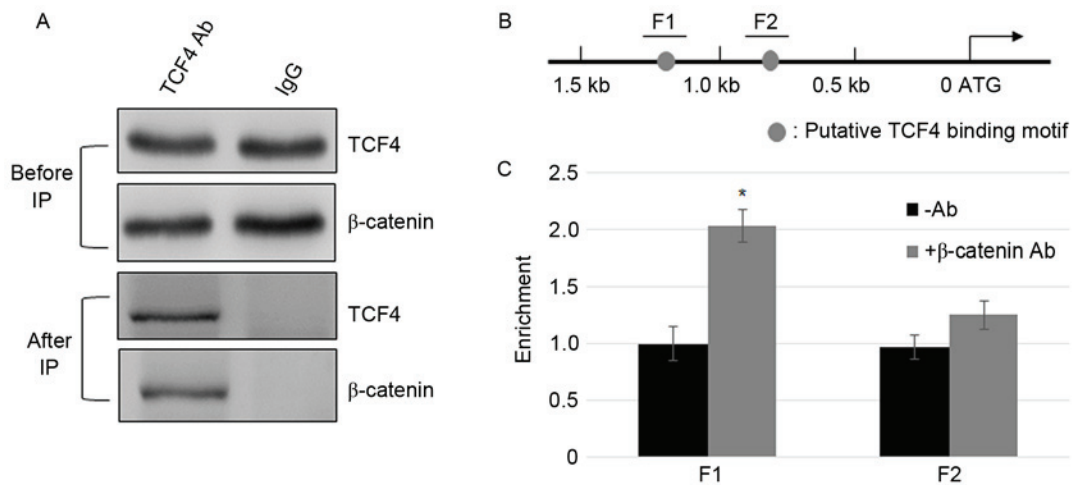 A
TCF4 Ab
IgG
Before
IP
TCF4
β-catenin
After
IP
TCF4
β-catenin
B
F1
F2
1.5 kb
1.0 kb
0.5 kb
0 ATG
: Putative TCF4 binding motif
C
Enrichment
2.5
2.0
1.5
1.0
0.5
0
*
-Ab
+β-catenin Ab
F1
F2